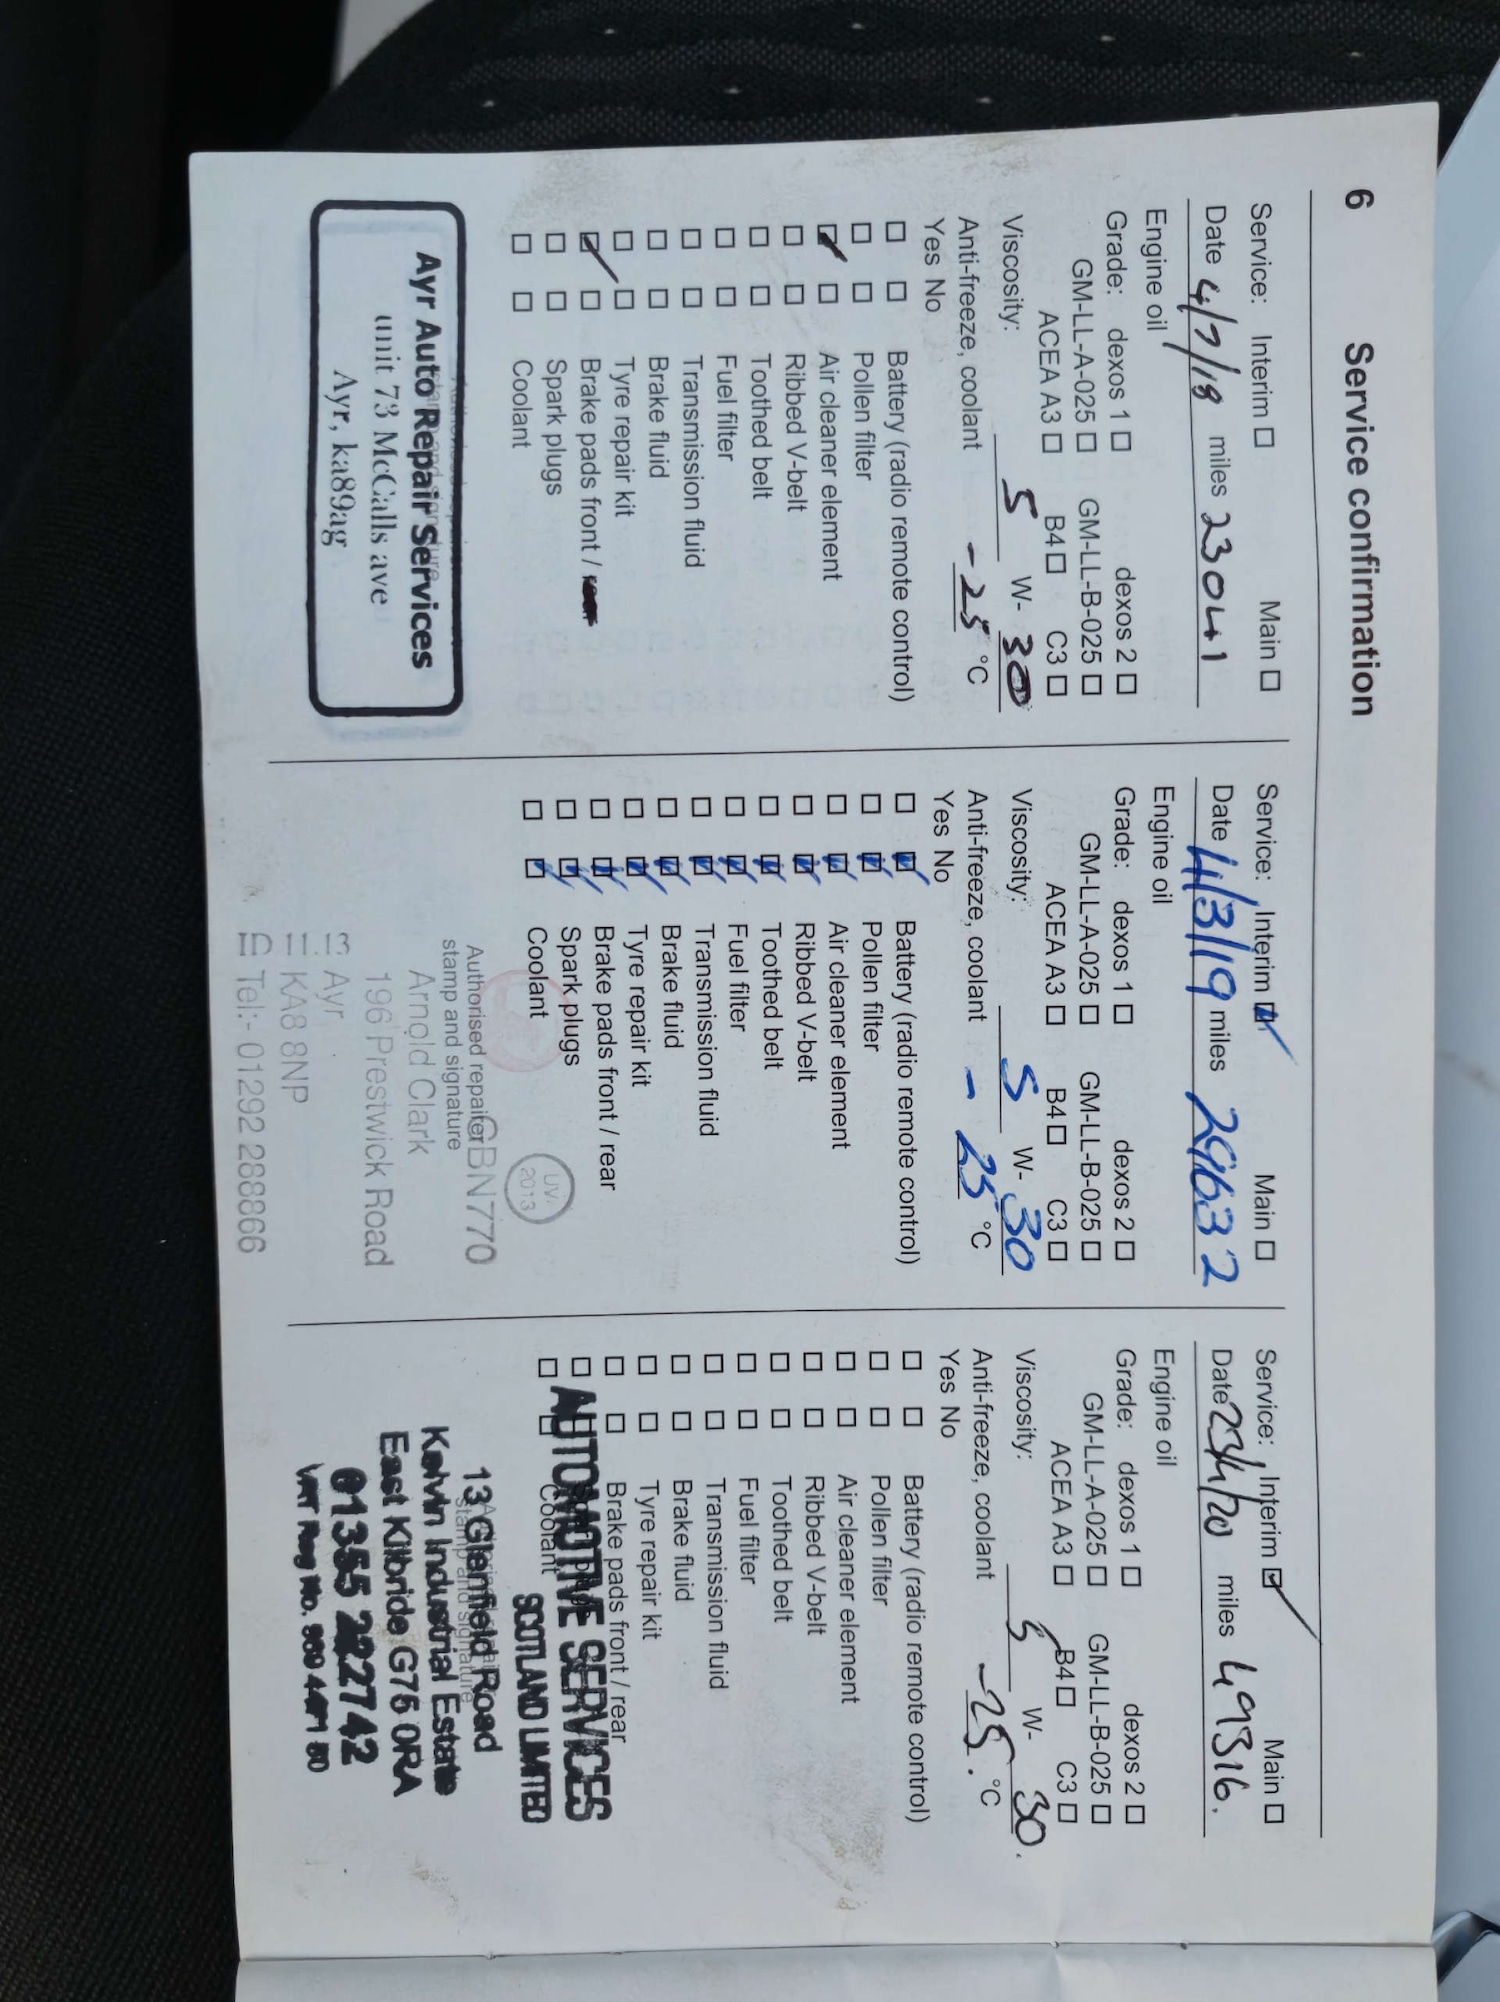 6 Service confirmation
Service: Interim Main
Date 4/7/18 miles 23041
Engine oil
Grade: dexos 1 dexos 2
GM-LL-A-025 GM-LL-B-025
ACEA A3 B4 C3
Viscosity: 5 W- 30
Anti-freeze, coolant -25 °C
Yes No
Battery (radio remote control)
Pollen filter
Air cleaner element
Ribbed V-belt
Toothed belt
Fuel filter
Transmission fluid
Brake fluid
Tyre repair kit
Brake pads front / rear
Spark plugs
Coolant
Ayr Auto Repair Services
unit 73 McCalls ave
Ayr, ka89ag
Service: Interim Main
Date 4/3/19 miles 29632
Engine oil
Grade: dexos 1 dexos 2
GM-LL-A-025 GM-LL-B-025
ACEA A3 B4 C3
Viscosity: 5 W- 30
Anti-freeze, coolant - 25 °C
Yes No
Battery (radio remote control)
Pollen filter
Air cleaner element
Ribbed V-belt
Toothed belt
Fuel filter
Transmission fluid
Brake fluid
Tyre repair kit
Brake pads front / rear
Spark plugs
Coolant
UV.
2013
Authorised repairer
stamp and signature
GBN770
Arnold Clark
196 Prestwick Road
Ayr
KA8 8NP
Tel:- 01292 288866
Service: Interim Main
Date miles 49316.
Engine oil
Grade: dexos 1 dexos 2
GM-LL-A-025 GM-LL-B-025
ACEA A3 B4 C3
Viscosity: 5 W- 30.
Anti-freeze, coolant -25. °C
Yes No
Battery (radio remote control)
Pollen filter
Air cleaner element
Ribbed V-belt
Toothed belt
Fuel filter
Transmission fluid
Brake fluid
Tyre repair kit
Brake pads front / rear
Coolant
AUTOMOTIVE SERVICES
SCOTLAND LIMITED
stamp and signature
13 Glenfield Road
Kelvin Industrial Estate
East Kilbride G75 0RA
01355 222742
VAT Reg No.